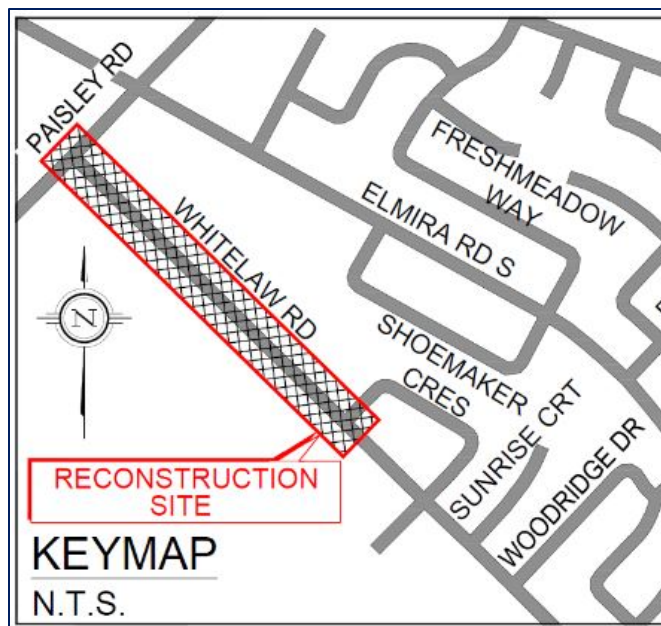 PAISLEY RD
FRESHMEADOW
WAY
ELMIRA RD S
WHITELAW RD
N
SHOEMAKER
CRES
SUNRISE CRT
WOODRIDGE DR
RECONSTRUCTION
SITE
KEYMAP
N.T.S.